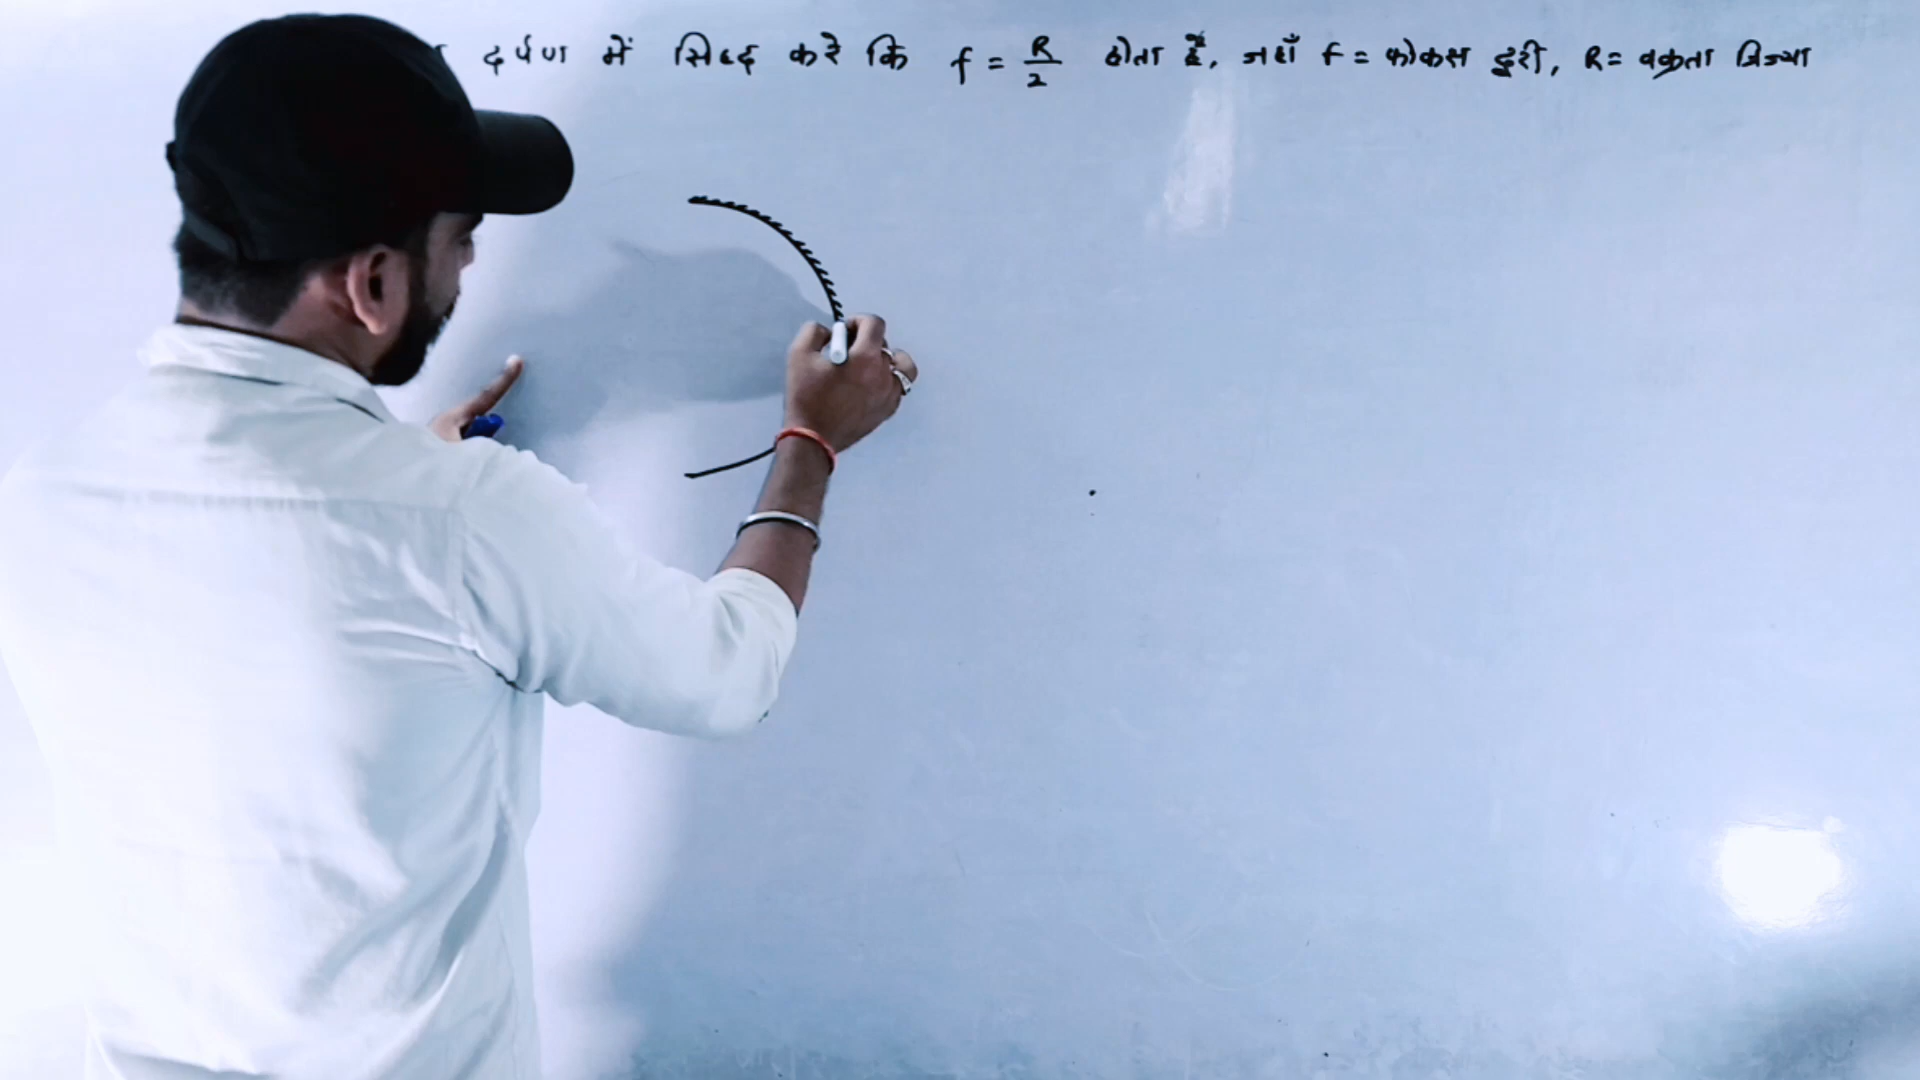 दर्पण में सिद्ध करे कि f = R/2 होता है, जहाँ f = फोकस दुरी, R = वक्रता त्रिज्या